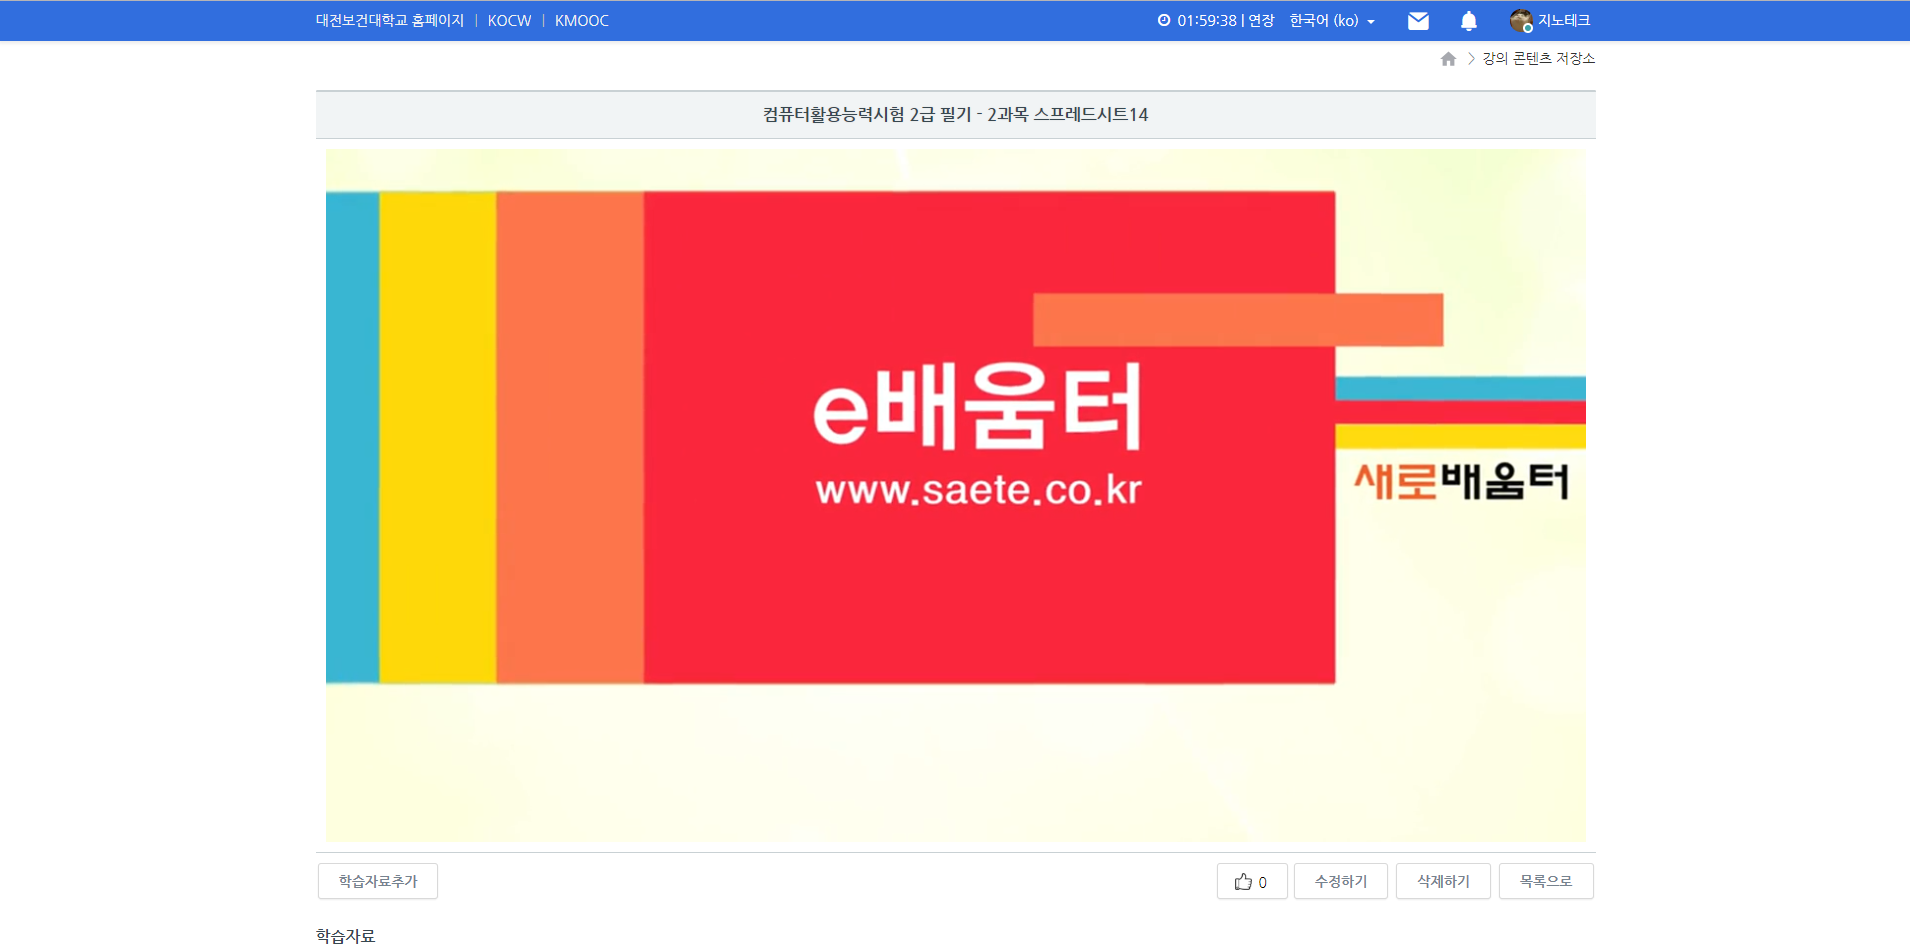 대전보건대학교 홈페이지 | KOCW | KMOOC
01:59:38 | 연장 한국어 (ko) 지노테크
강의 콘텐츠 저장소
컴퓨터활용능력시험 2급 필기 - 2과목 스프레드시트14
e배움터
www.saete.co.kr
새로배움터
학습자료추가
0 수정하기 삭제하기 목록으로
학습자료